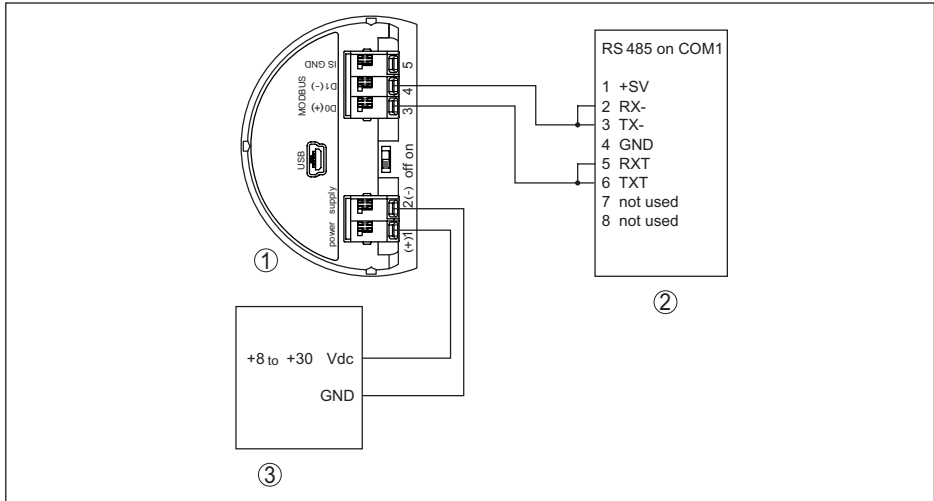 IS GND
MODBUS
D1(-)
D0(+)
USB
power supply
5
4
3
off on
2(-)
(+)1
1
RS 485 on COM1
1 +SV
2 RX-
3 TX-
4 GND
5 RXT
6 TXT
7 not used
8 not used
2
+8 to +30 Vdc
GND
3